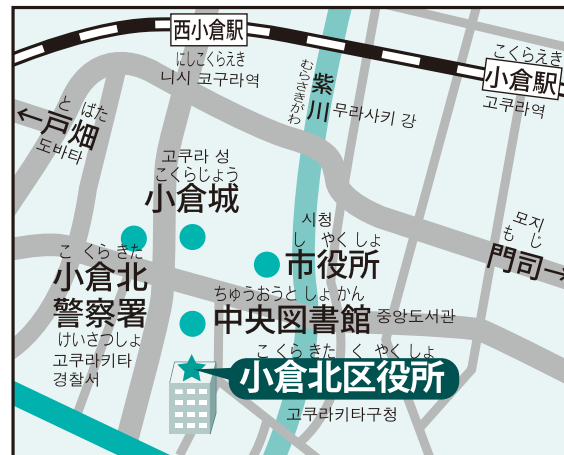 西小倉駅
にしこくらえき
니시 코구라역
こくらえき
小倉駅
고쿠라역
むらさきがわ
紫川
무라사키 강
と ばた
←戸畑
도바타
고쿠라 성
こくらじょう
小倉城
시청
し やくしょ
市役所
모지
も じ
門司→
こ くら きた
小倉北
警察署
けいさつしょ
고쿠라키타
경찰서
ちゅうおうと しょ かん
中央図書館
중앙도서관
こ くら きた く やく しょ
小倉北区役所
고쿠라키타구청